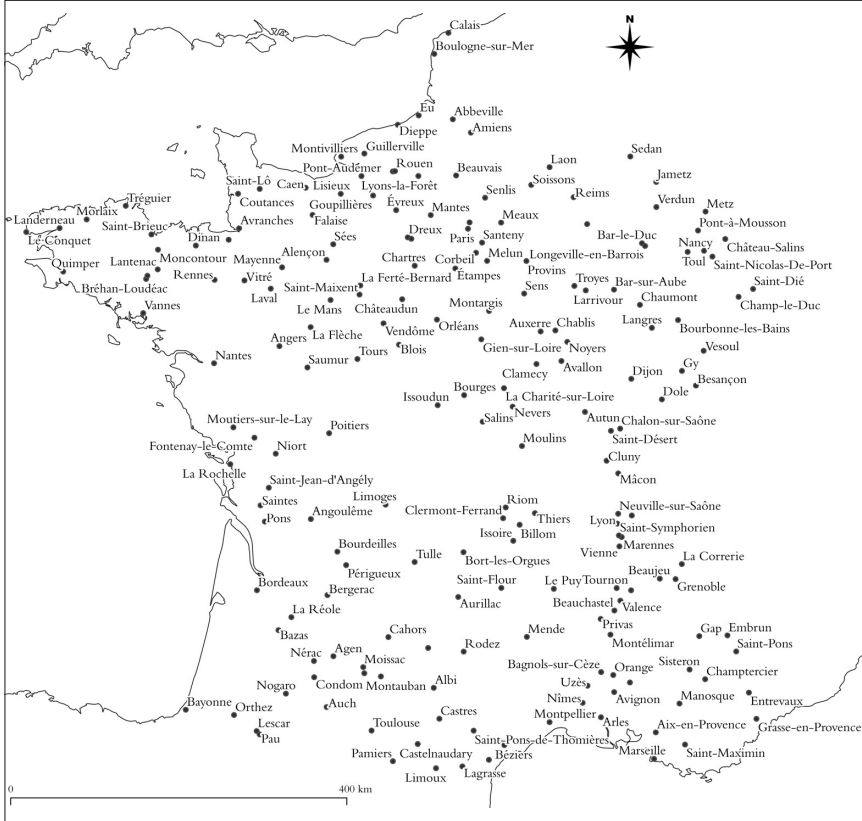 N
Calais
Boulogne-sur-Mer
Eu
Abbeville
Dieppe
Amiens
Montivilliers
Guillerville
Sedan
Pont-Audemer
Rouen
Beauvais
Laon
Jametz
Saint-Lô
Caen
Lisieux
Lyons-la-Forêt
Soissons
Senlis
Reims
Verdun
Tréguier
Coutances
Goupillières
Évreux
Mantes
Metz
Morlaix
Landerneau
Saint-Brieuc
Avranches
Falaise
Meaux
Pont-à-Mousson
Le Conquet
Dinan
Sées
Dreux
Paris
Santeny
Bar-le-Duc
Nancy
Château-Salins
Quimper
Lantenac
Moncontour
Mayenne
Alençon
Chartres
Corbeil
Melun
Longeville-en-Barrois
Toul
Saint-Nicolas-De-Port
Rennes
Vitré
La Ferté-Bernard
Étampes
Provins
Troyes
Bar-sur-Aube
Saint-Dié
Bréhan-Loudéac
Laval
Saint-Maixent
Sens
Larrivour
Chaumont
Champ-le-Duc
Vannes
Le Mans
Châteaudun
Montargis
La Flèche
Vendôme
Orléans
Auxerre
Chablis
Langres
Bourbonne-les-Bains
Angers
Blois
Gien-sur-Loire
Noyers
Vesoul
Nantes
Saumur
Tours
Clamecy
Avallon
Dijon
Gy
Besançon
Issoudun
Bourges
La Charité-sur-Loire
Dole
Moutiers-sur-le-Lay
Poitiers
Salins
Nevers
Autun
Chalon-sur-Saône
Fontenay-le-Comte
Niort
Moulins
Saint-Désert
Cluny
La Rochelle
Mâcon
Saint-Jean-d'Angély
Saintes
Limoges
Riom
Neuville-sur-Saône
Pons
Angoulême
Clermont-Ferrand
Thiers
Lyon
Saint-Symphorien
Issoire
Billom
Vienne
Marennes
Bourdeilles
Tulle
Bort-les-Orgues
La Correrie
Périgueux
Saint-Flour
Le Puy
Tournon
Beaujeu
Grenoble
Bordeaux
Bergerac
Aurillac
Beauchastel
Valence
La Réole
Privas
Bazas
Cahors
Mende
Montélimar
Gap
Embrun
Nérac
Agen
Moissac
Rodez
Saint-Pons
Bagnols-sur-Cèze
Orange
Sisteron
Champtercier
Nogaro
Condom
Montauban
Albi
Uzès
Bayonne
Orthez
Auch
Nîmes
Avignon
Manosque
Entrevaux
Lescar
Pau
Toulouse
Castres
Montpellier
Arles
Aix-en-Provence
Grasse-en-Provence
Saint-Pons-de-Thomières
Pamiers
Castelnaudary
Béziers
Marseille
Saint-Maximin
Limoux
Lagrasse
0
400 km